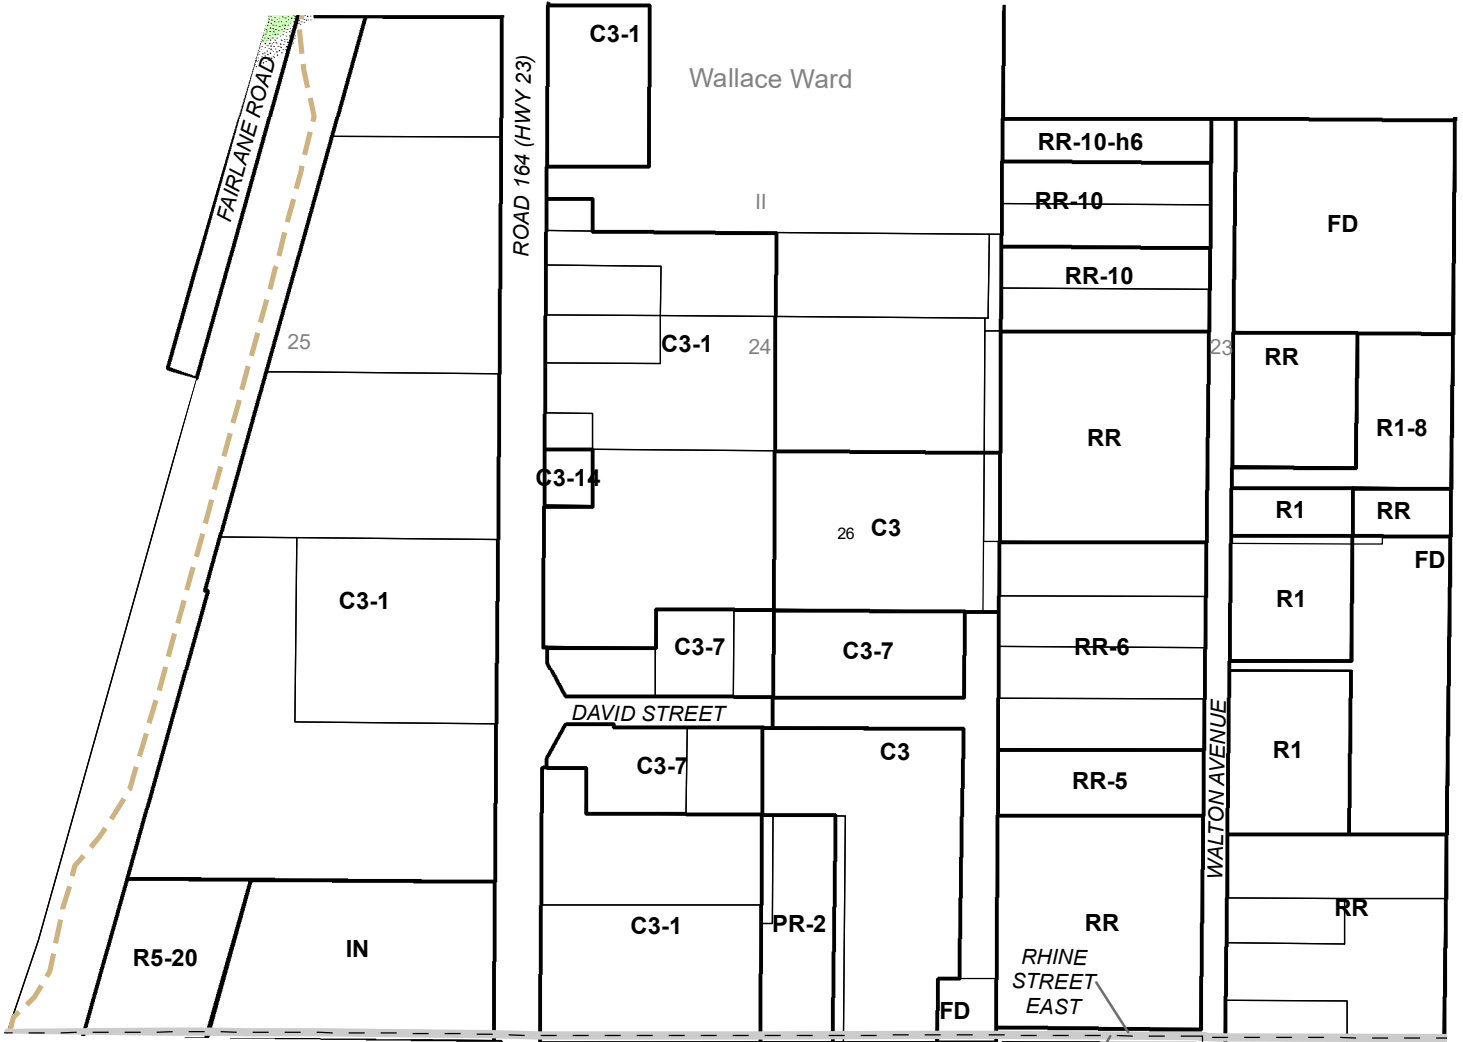 C3-1
Wallace Ward
FAIRLANE ROAD
ROAD 164 (HWY 23)
RR-10-h6
RR-10
II
FD
RR-10
25
C3-1
24
23
RR
RR
R1-8
C3-14
C3
26
R1
RR
FD
C3-1
R1
C3-7
C3-7
RR-6
DAVID STREET
C3-7
C3
RR-5
R1
WALTON AVENUE
C3-1
PR-2
RR
RR
R5-20
IN
RHINE
STREET
EAST
FD